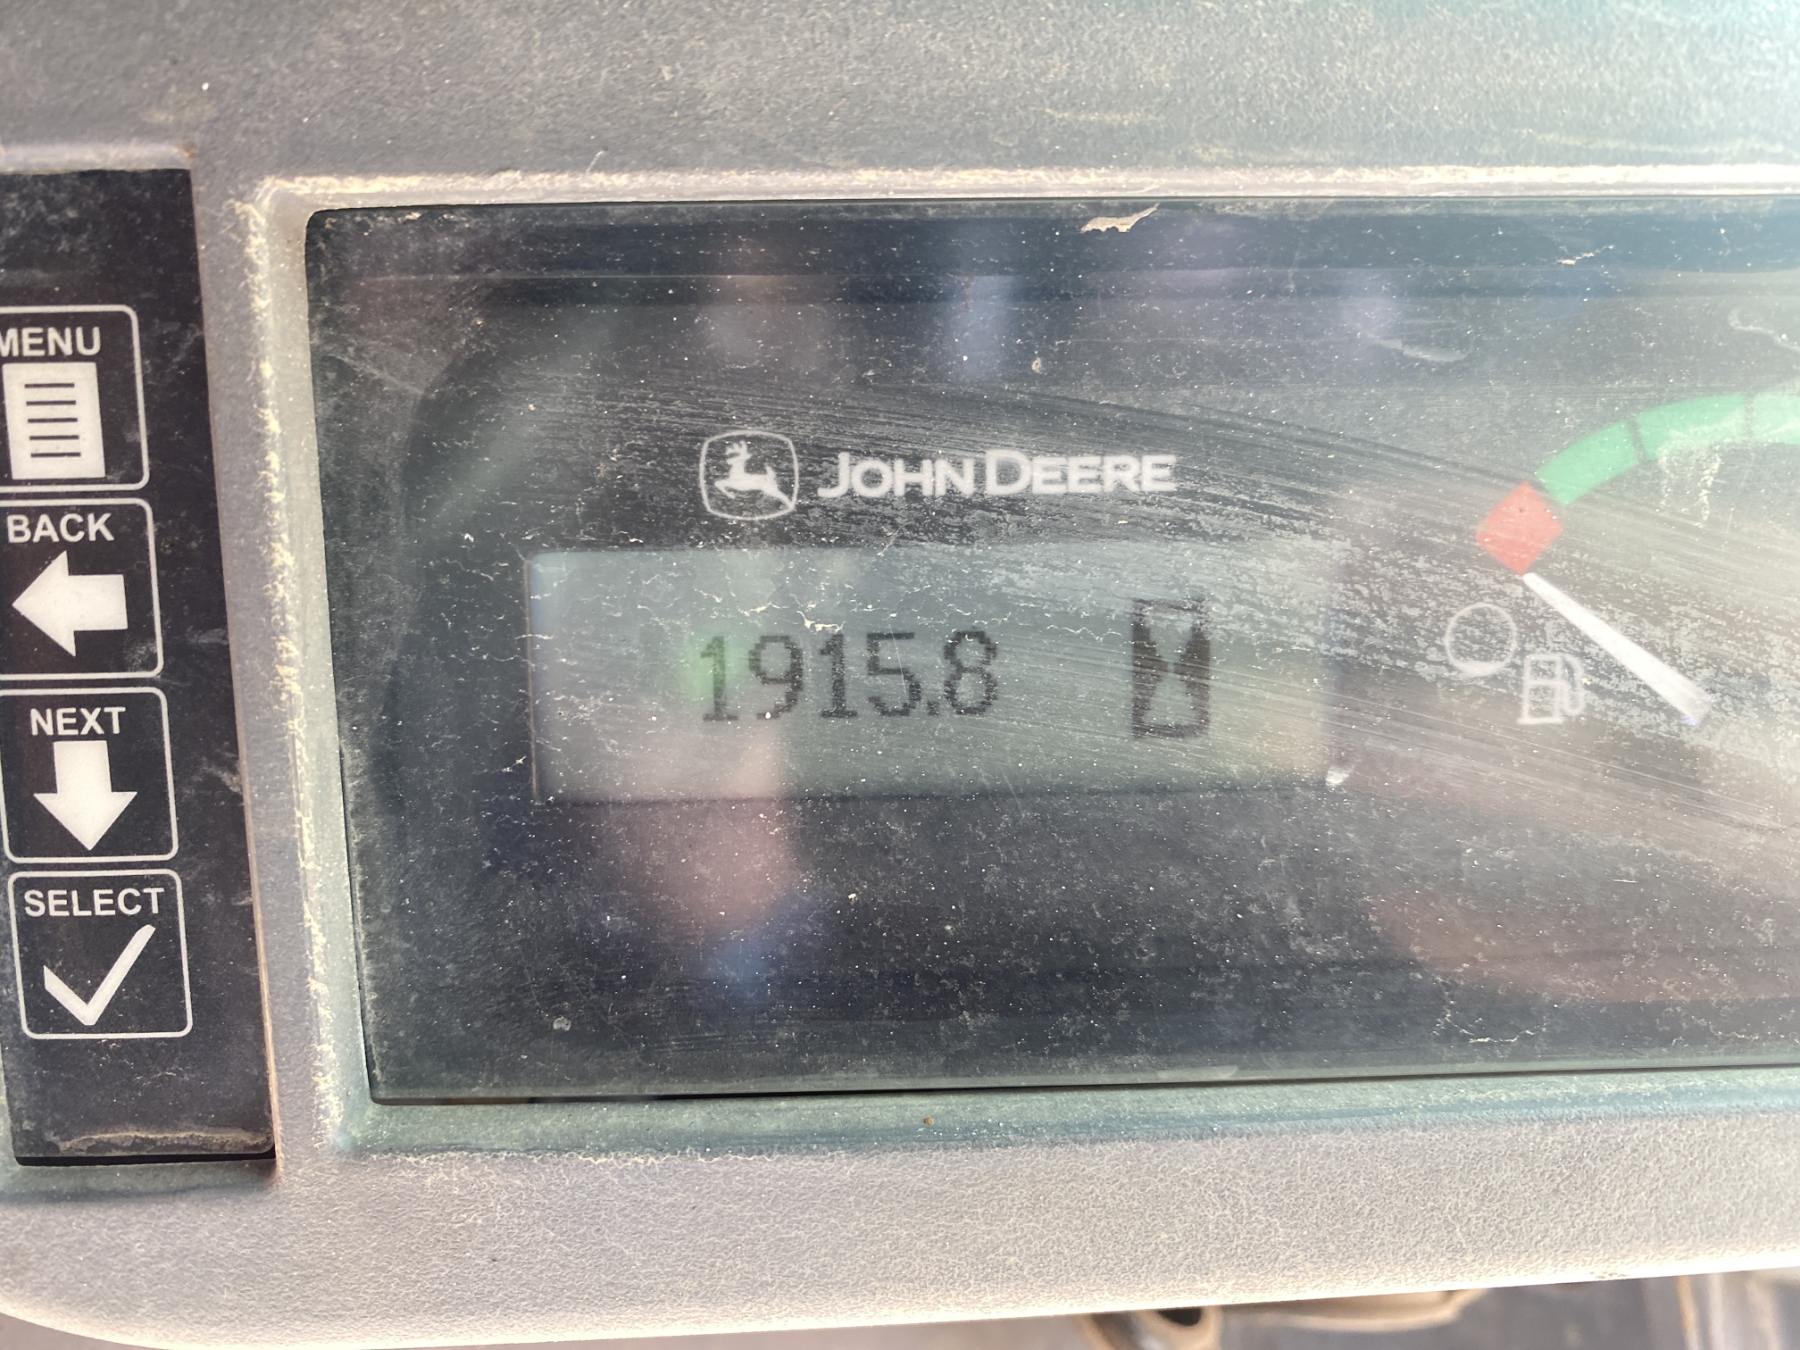 MENU
BACK
NEXT
SELECT
JOHN DEERE
1915.8